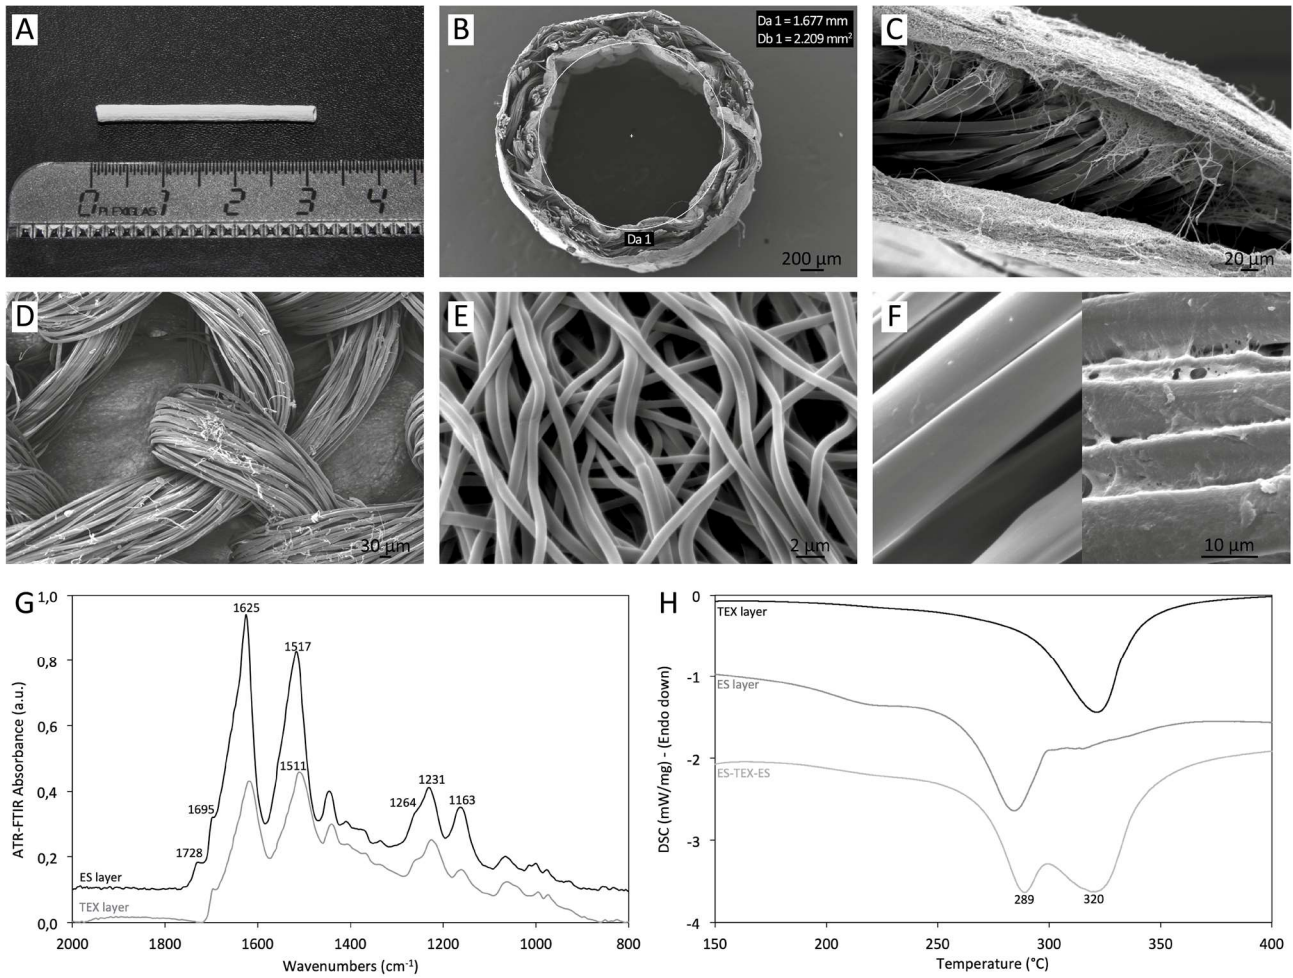 A
0 PLEXIGLAS 1 2 3 4
B
Da 1 = 1.677 mm
Db 1 = 2.209 mm²
Da 1
200 µm
C
20 µm
D
30 µm
E
2 µm
F
10 µm
G
ATR-FTIR Absorbance (a.u.)
1,0
0,8
0,6
0,4
0,2
0,0
1625
1517
1511
1695
1728
1264
1231
1163
ES layer
TEX layer
2000 1800 1600 1400 1200 1000 800
Wavenumbers (cm⁻¹)
H
DSC (mW/mg) - (Endo down)
0
-1
-2
-3
-4
TEX layer
ES layer
ES-TEX-ES
289
320
150 200 250 300 350 400
Temperature (°C)